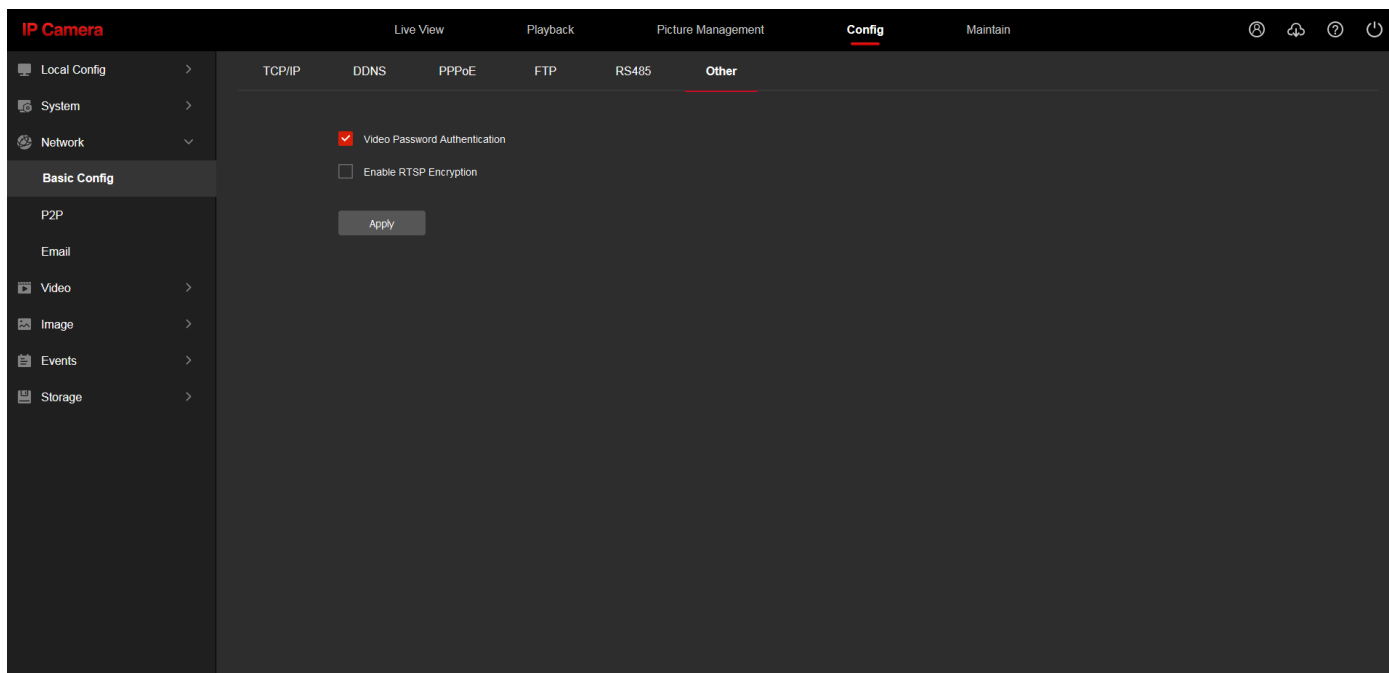 IP Camera Live View Playback Picture Management Config Maintain
Local Config
System
Network
Basic Config
P2P
Email
Video
Image
Events
Storage
TCP/IP DDNS PPPoE FTP RS485 Other
Video Password Authentication
Enable RTSP Encryption
Apply